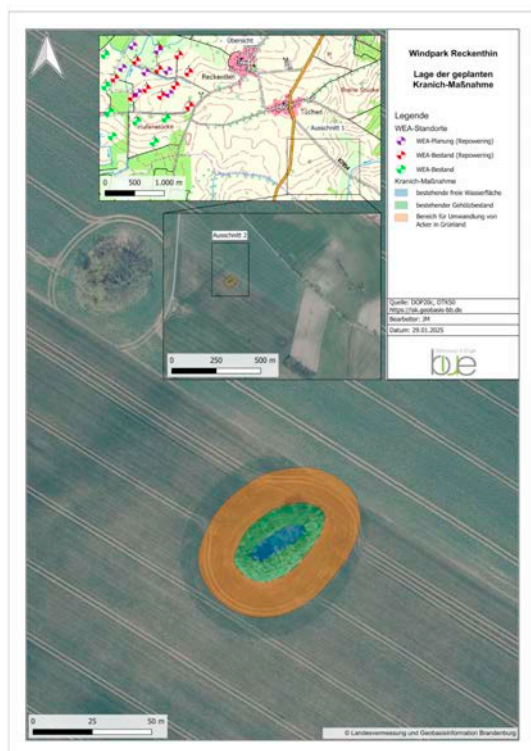 Windpark Reckenthin
Lage der geplanten
Kranich-Maßnahme
Legende
WEA-Standorte
WEA-Planung (Repowering)
WEA-Bestand (Repowering)
WEA-Bestand
Kranich-Maßnahme
bestehende freie Wasserfläche
bestehender Gehölzbestand
Bereich für Umwandlung von
Acker in Grünland
Quelle: DOP20c, DTK50
https://isk.geobasis-bb.de
Bearbeiter: JM
Datum: 29.01.2025
Übersicht
Reckenthin
Tüchen
Ausschnitt 1
0 500 1.000 m
Ausschnitt 2
0 250 500 m
0 25 50 m
© Landesvermessung und Geobasisinformation Brandenburg